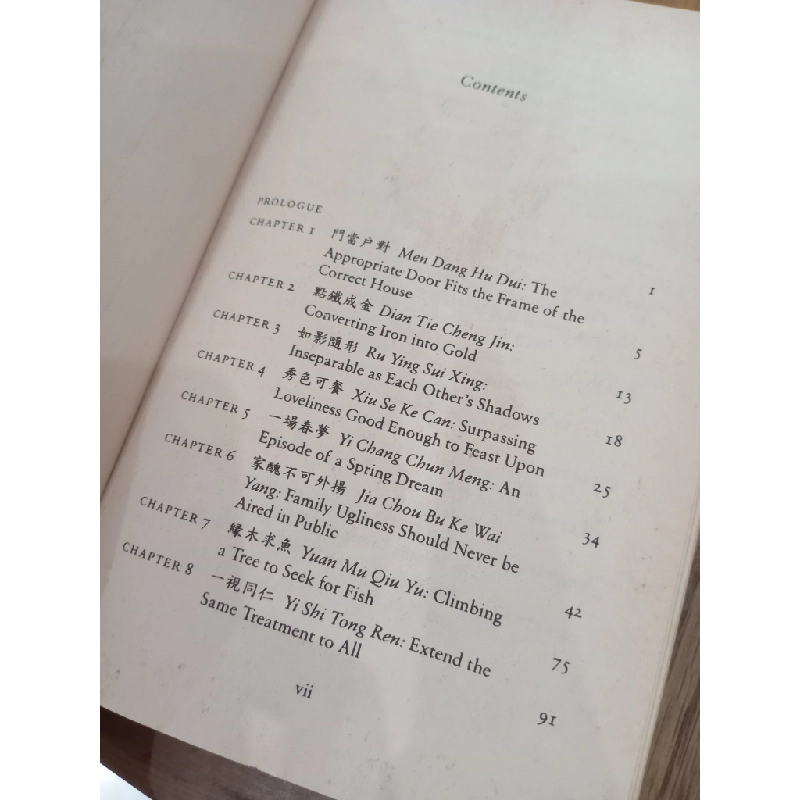 Contents
PROLOGUE 1
CHAPTER 1 門當户對 Men Dang Hu Dui: The
Appropriate Door Fits the Frame of the
Correct House 5
CHAPTER 2 點鐵成金 Dian Tie Cheng Jin:
Converting Iron into Gold 13
CHAPTER 3 如影隨形 Ru Ying Sui Xing:
Inseparable as Each Other's Shadows 18
CHAPTER 4 秀色可餐 Xiu Se Ke Can: Surpassing
Loveliness Good Enough to Feast Upon 25
CHAPTER 5 一場春夢 Yi Chang Chun Meng: An
Episode of a Spring Dream 34
CHAPTER 6 家醜不可外揚 Jia Chou Bu Ke Wai
Yang: Family Ugliness Should Never be
Aired in Public 42
CHAPTER 7 緣木求魚 Yuan Mu Qiu Yu: Climbing
a Tree to Seek for Fish 75
CHAPTER 8 一視同仁 Yi Shi Tong Ren: Extend the
Same Treatment to All 91
vii